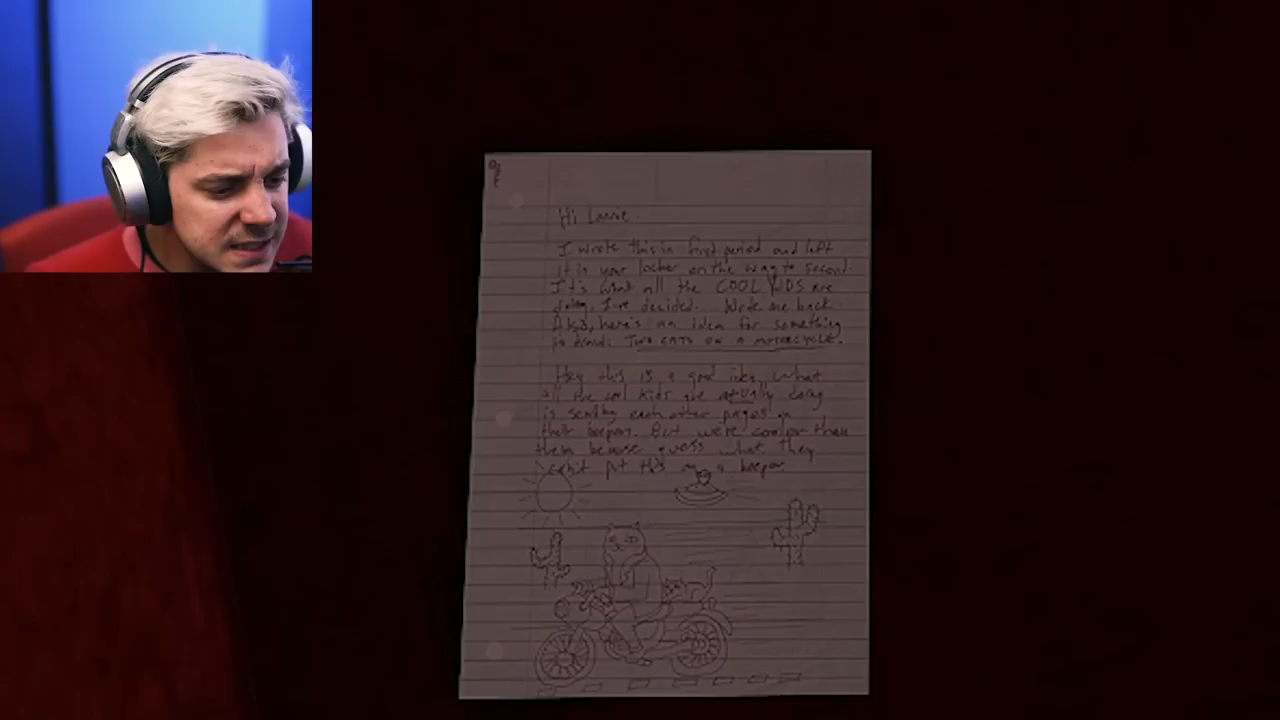 Hi Lonnie.
I wrote this in first period and left
it in your locker on the way to second.
It's what all the COOL KIDS are
doing, I've decided. Write me back.
Also, here's an idea for something
to draw. TWO CATS ON A MOTORCYCLE.
Hey this is a good idea. What
all the cool kids are actually doing
is sending each other pages on
their beepers. But we're cooler than
them because guess what. They
can't put this on a beeper.